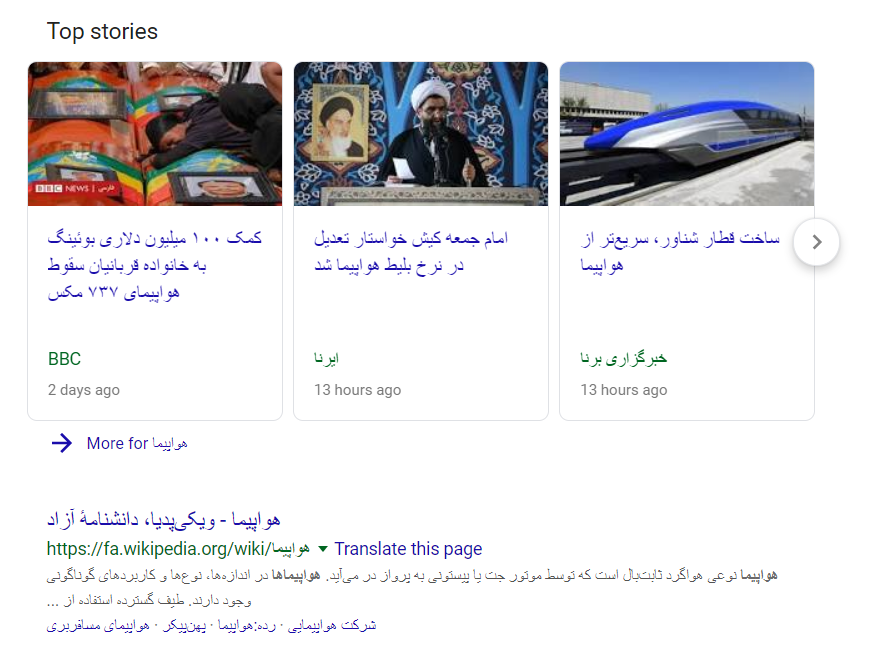 Top stories
BBC NEWS | فارسی
کمک ۱۰۰ میلیون دلاری بوئینگ
به خانواده قربانیان سقوط
هواپیمای ۷۳۷ مکس
BBC
2 days ago
امام جمعه کیش خواستار تعدیل
در نرخ بلیط هواپیما شد
ایرنا
13 hours ago
ساخت قطار شناور، سریع‌تر از
هواپیما
خبرگزاری برنا
13 hours ago
More for هواپیما
هواپیما - ویکی‌پدیا، دانشنامهٔ آزاد
https://fa.wikipedia.org/wiki/هواپیما Translate this page
هواپیما نوعی هواگرد ثابت‌بال است که توسط موتور جت یا پیستونی به پرواز در می‌آید. هواپیماها در اندازه‌ها، نوع‌ها و کاربردهای گوناگونی
وجود دارند. طیف گسترده استفاده از ...
شرکت هواپیمایی · رده:هواپیما · پهن‌پیکر · هواپیمای مسافربری